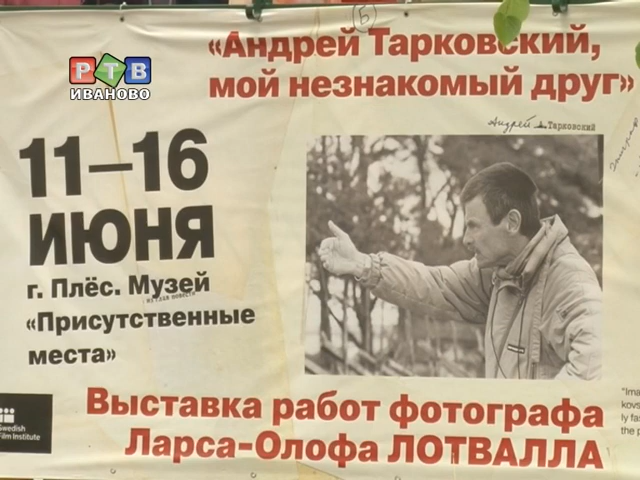 Б
«Андрей Тарковский,
мой незнакомый друг»
РТВ
ИВАНОВО
11–16
ИЮНЯ
г. Плёс. Музей
«Присутственные
места»
Андрей Тарковский
Swedish
Film Institute
Выставка работ фотографа
Ларса-Олофа ЛОТВАЛЛА